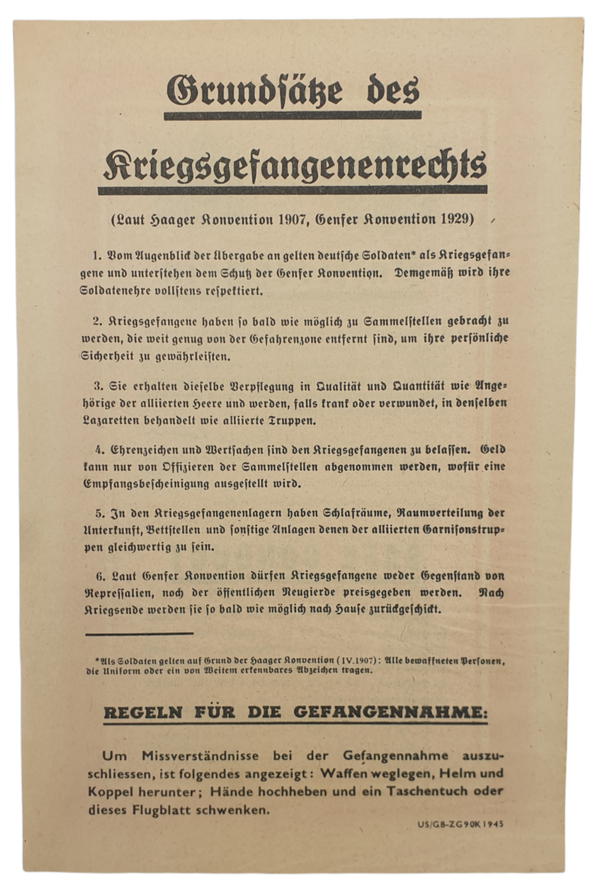 Grundsätze des
Kriegsgefangenenrechts
(Laut Haager Konvention 1907, Genfer Konvention 1929)
1. Vom Augenblick der Übergabe an gelten deutsche Soldaten* als Kriegsgefan-
gene und unterstehen dem Schutz der Genfer Konvention. Demgemäß wird ihre
Soldatenehre vollstens respektiert.
2. Kriegsgefangene haben so bald wie möglich zu Sammelstellen gebracht zu
werden, die weit genug von der Gefahrenzone entfernt sind, um ihre persönliche
Sicherheit zu gewährleisten.
3. Sie erhalten dieselbe Verpflegung in Qualität und Quantität wie Ange-
hörige der alliierten Heere und werden, falls krank oder verwundet, in denselben
Lazaretten behandelt wie alliierte Truppen.
4. Ehrenzeichen und Wertsachen sind den Kriegsgefangenen zu belassen. Geld
kann nur von Offizieren der Sammelstellen abgenommen werden, wofür eine
Empfangsbescheinigung ausgestellt wird.
5. In den Kriegsgefangenenlagern haben Schlafräume, Raumverteilung der
Unterkunft, Bettstellen und sonstige Anlagen denen der alliierten Garnisonstrup-
pen gleichwertig zu sein.
6. Laut Genfer Konvention dürfen Kriegsgefangene weder Gegenstand von
Repressalien, noch der öffentlichen Neugierde preisgegeben werden. Nach
Kriegsende werden sie so bald wie möglich nach Hause zurückgeschickt.
*Als Soldaten gelten auf Grund der Haager Konvention (IV.1907): Alle bewaffneten Personen,
die Uniform oder ein von Weitem erkennbares Abzeichen tragen.
REGELN FÜR DIE GEFANGENNAHME:
Um Missverständnisse bei der Gefangennahme auszu-
schliessen, ist folgendes angezeigt: Waffen weglegen, Helm und
Koppel herunter; Hände hochheben und ein Taschentuch oder
dieses Flugblatt schwenken.
US/GB-ZG90K1945